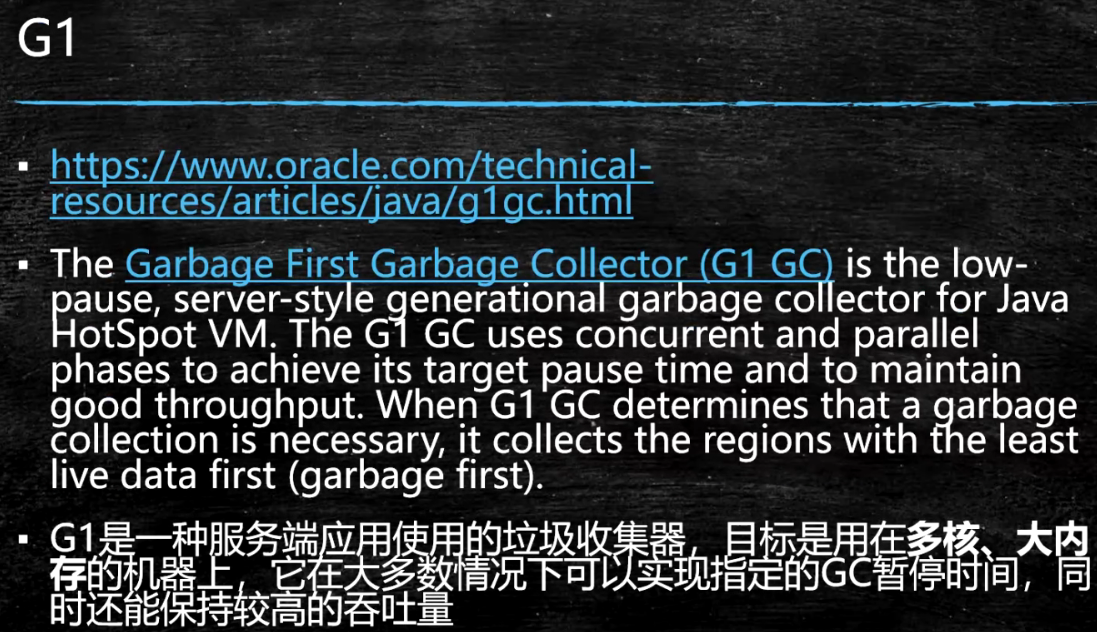 G1
https://www.oracle.com/technical-
resources/articles/java/g1gc.html
The Garbage First Garbage Collector (G1 GC) is the low-
pause, server-style generational garbage collector for Java
HotSpot VM. The G1 GC uses concurrent and parallel
phases to achieve its target pause time and to maintain
good throughput. When G1 GC determines that a garbage
collection is necessary, it collects the regions with the least
live data first (garbage first).
G1是一种服务端应用使用的垃圾收集器，目标是用在多核、大内
存的机器上，它在大多数情况下可以实现指定的GC暂停时间，同
时还能保持较高的吞吐量